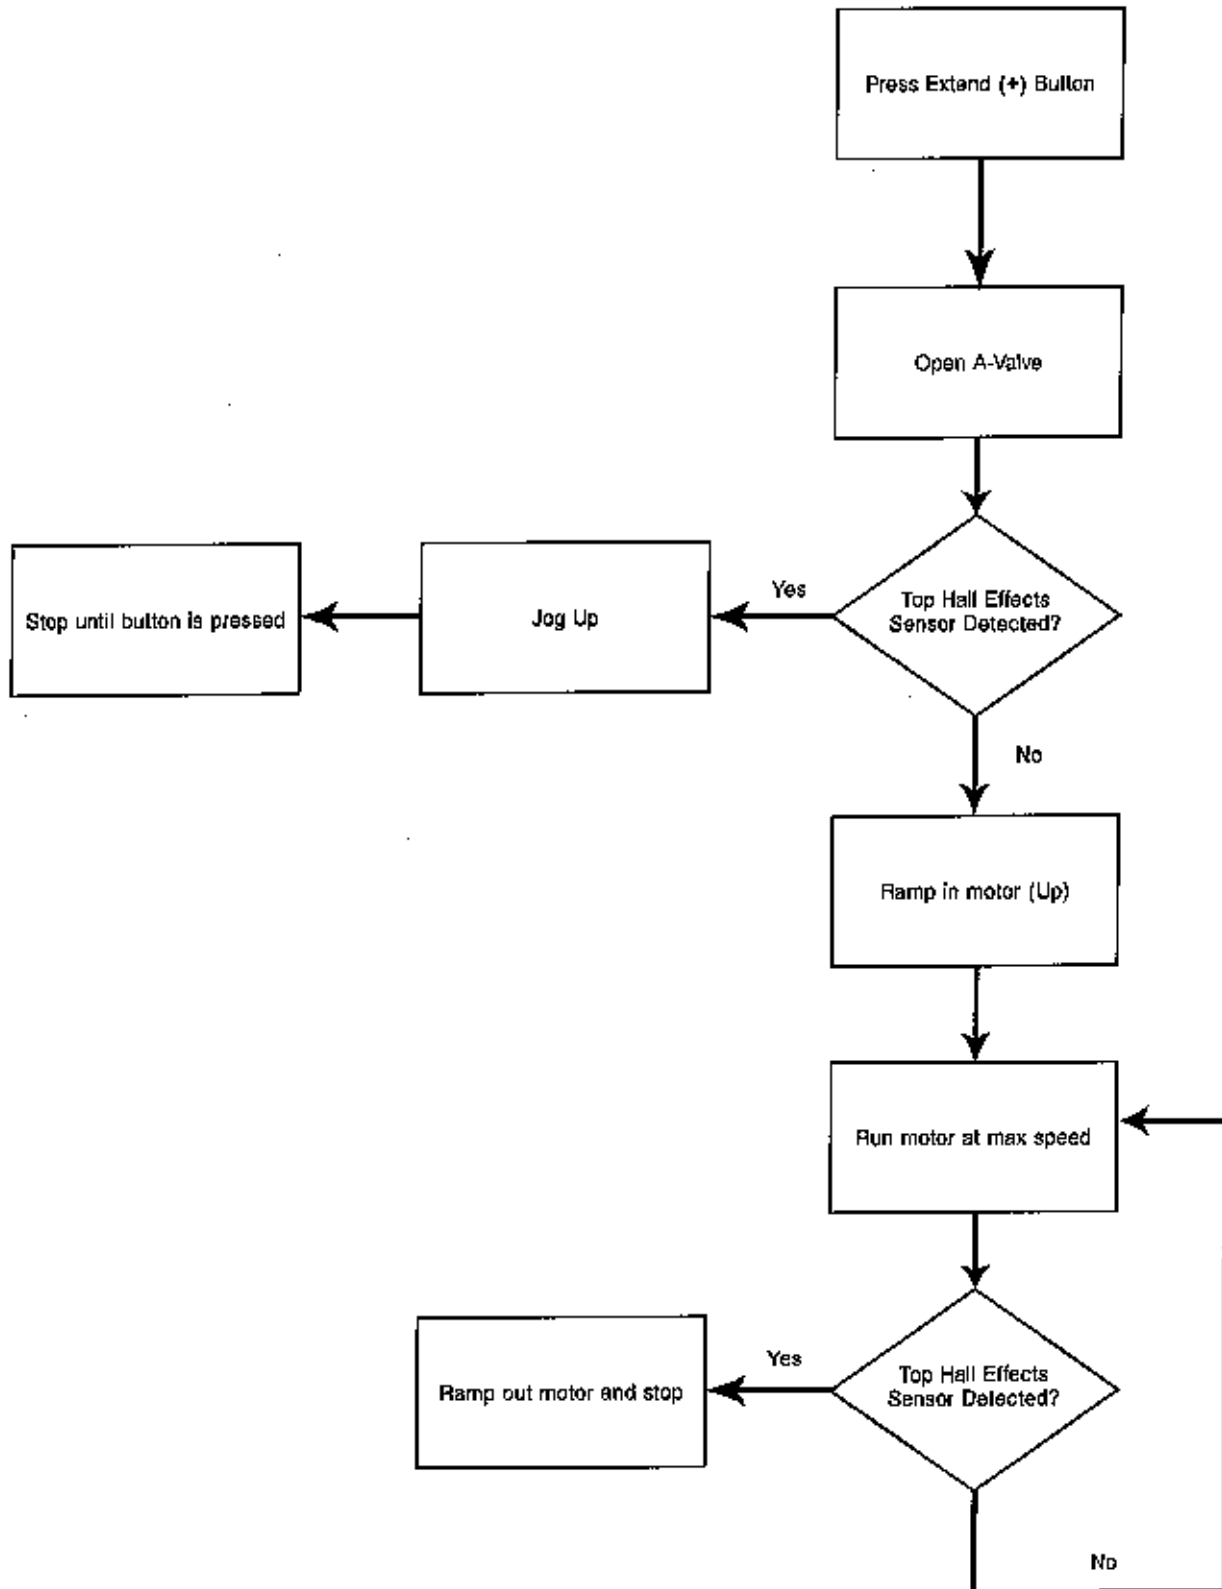 Press Extend (+) Button
Open A-Valve
Top Hall Effects
Sensor Detected?
Yes
Jog Up
Stop until button is pressed
No
Ramp in motor (Up)
Run motor at max speed
Top Hall Effects
Sensor Detected?
Yes
Ramp out motor and stop
No